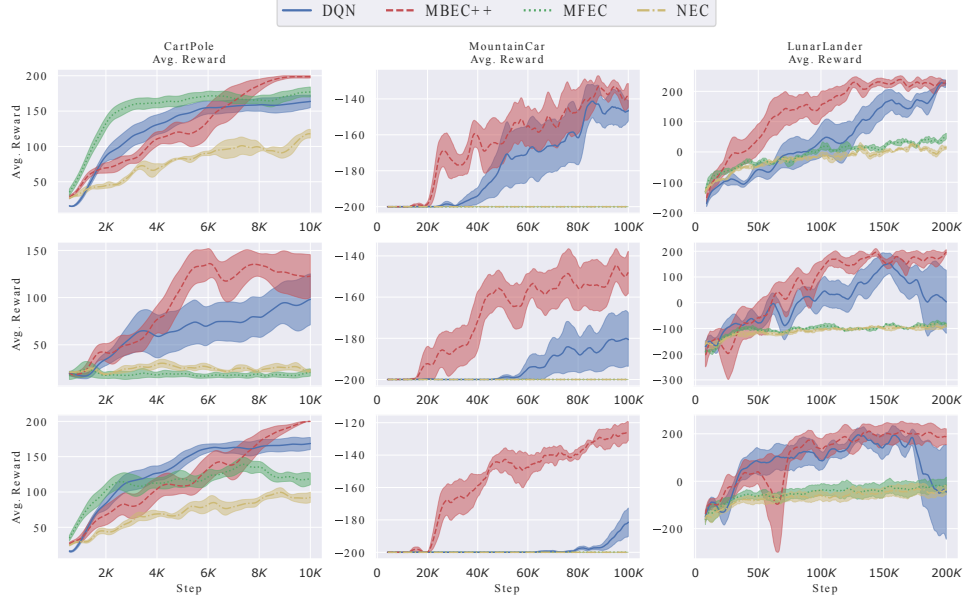 DQN MBEC++ MFEC NEC
CartPole MountainCar LunarLander
Avg. Reward Avg. Reward Avg. Reward
Avg. Reward
200
150
100
50
2K 4K 6K 8K 10K
−140
−160
−180
−200
0 20K 40K 60K 80K 100K
200
100
0
−100
−200
0 50K 100K 150K 200K
Avg. Reward
150
100
50
2K 4K 6K 8K 10K
−140
−160
−180
−200
0 20K 40K 60K 80K 100K
200
100
0
−100
−200
−300
0 50K 100K 150K 200K
Avg. Reward
200
150
100
50
2K 4K 6K 8K 10K
Step
−120
−140
−160
−180
−200
0 20K 40K 60K 80K 100K
Step
200
0
−200
0 50K 100K 150K 200K
Step